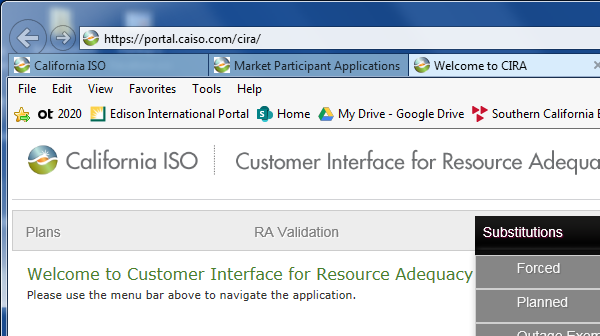 https://portal.caiso.com/cira/
California ISO Market Participant Applications Welcome to CIRA
File Edit View Favorites Tools Help
ot 2020 Edison International Portal Home My Drive - Google Drive Southern California
California ISO Customer Interface for Resource
Plans RA Validation Substitutions
Welcome to Customer Interface for Resource Adequacy
Please use the menu bar above to navigate the application.
Forced
Planned
Outage